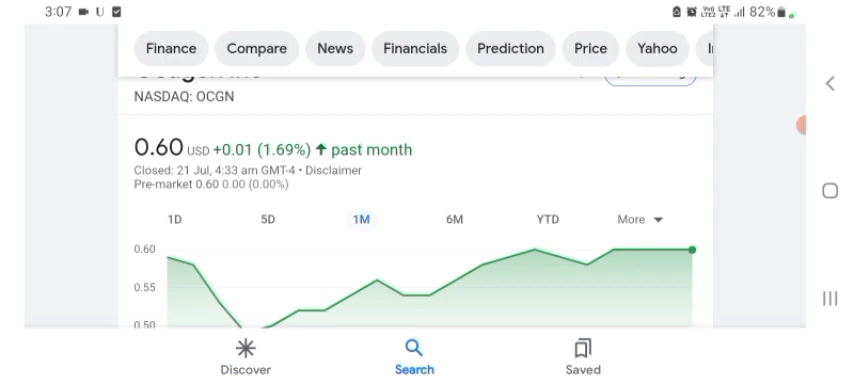 3:07 U 82%
Finance Compare News Financials Prediction Price Yahoo
NASDAQ: OCGN
0.60 USD +0.01 (1.69%) ↑ past month
Closed: 21 Jul, 4:33 am GMT-4 • Disclaimer
Pre-market 0.60 0.00 (0.00%)
1D 5D 1M 6M YTD More
0.60
0.55
0.50
Discover Search Saved